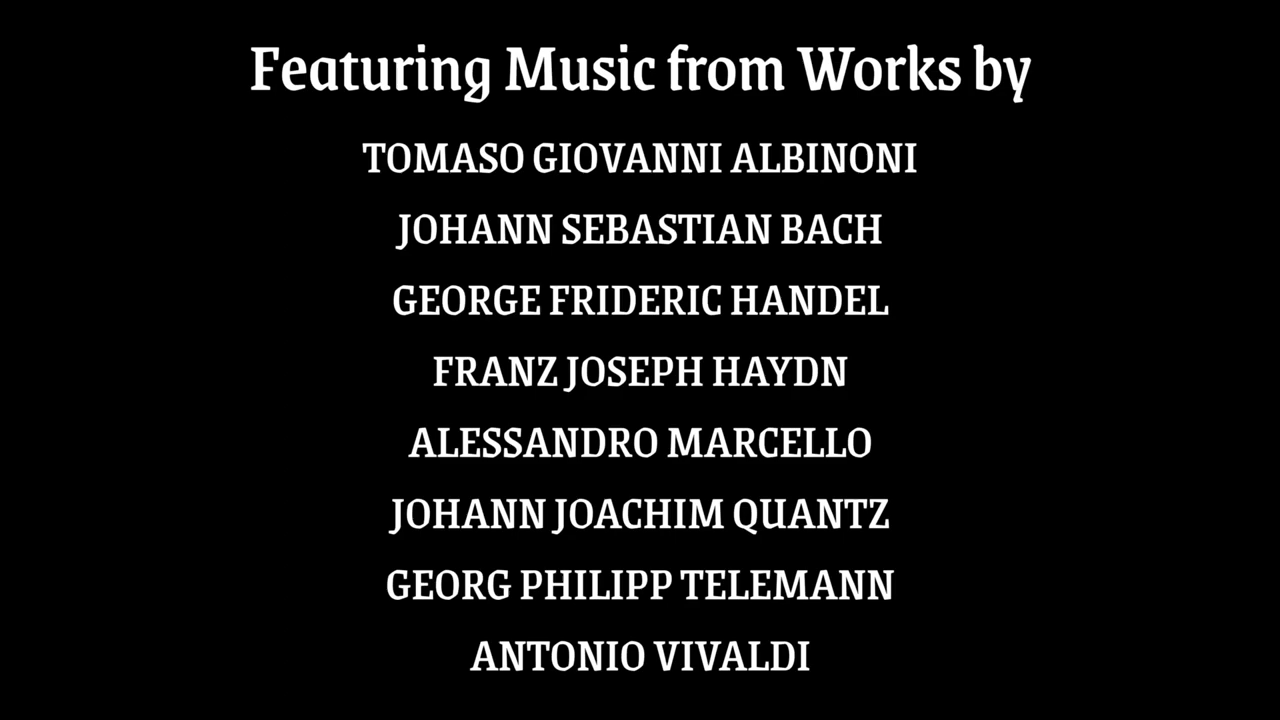 Featuring Music from Works by
TOMASO GIOVANNI ALBINONI
JOHANN SEBASTIAN BACH
GEORGE FRIDERIC HANDEL
FRANZ JOSEPH HAYDN
ALESSANDRO MARCELLO
JOHANN JOACHIM QUANTZ
GEORG PHILIPP TELEMANN
ANTONIO VIVALDI